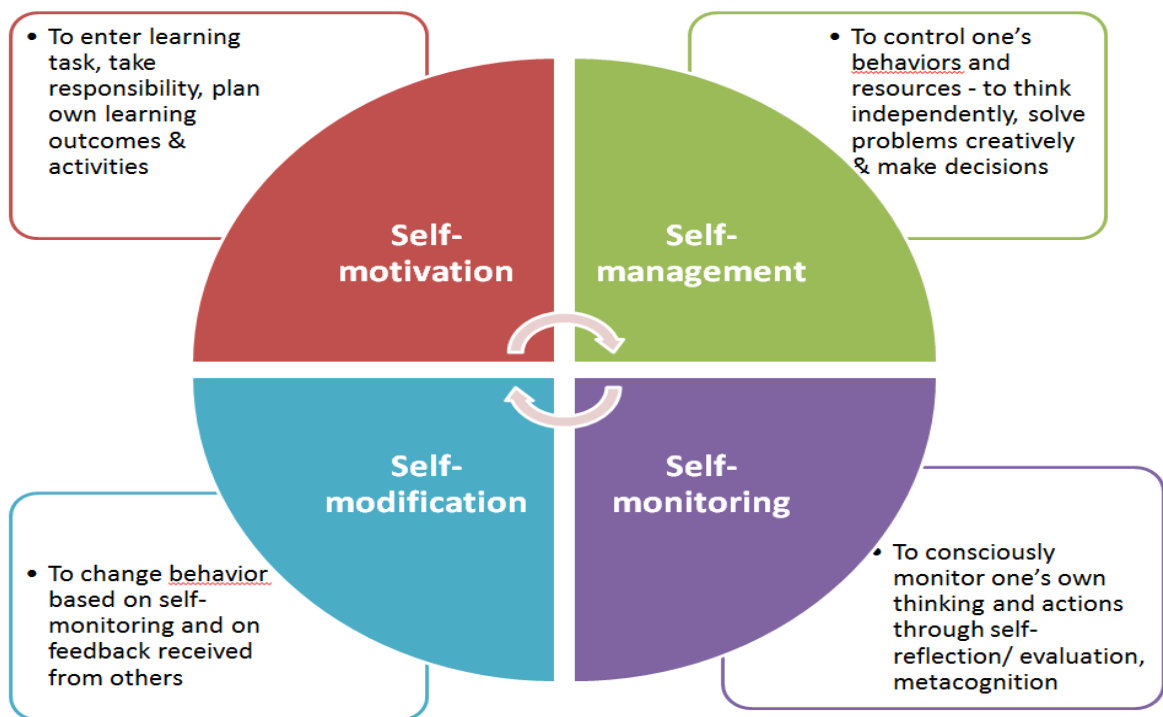 • To enter learning
task, take
responsibility, plan
own learning
outcomes &
activities
• To control one's
behaviors and
resources - to think
independently, solve
problems creatively
& make decisions
Self-
motivation
Self-
management
Self-
modification
Self-
monitoring
• To change behavior
based on self-
monitoring and on
feedback received
from others
• To consciously
monitor one's own
thinking and actions
through self-
reflection/ evaluation,
metacognition